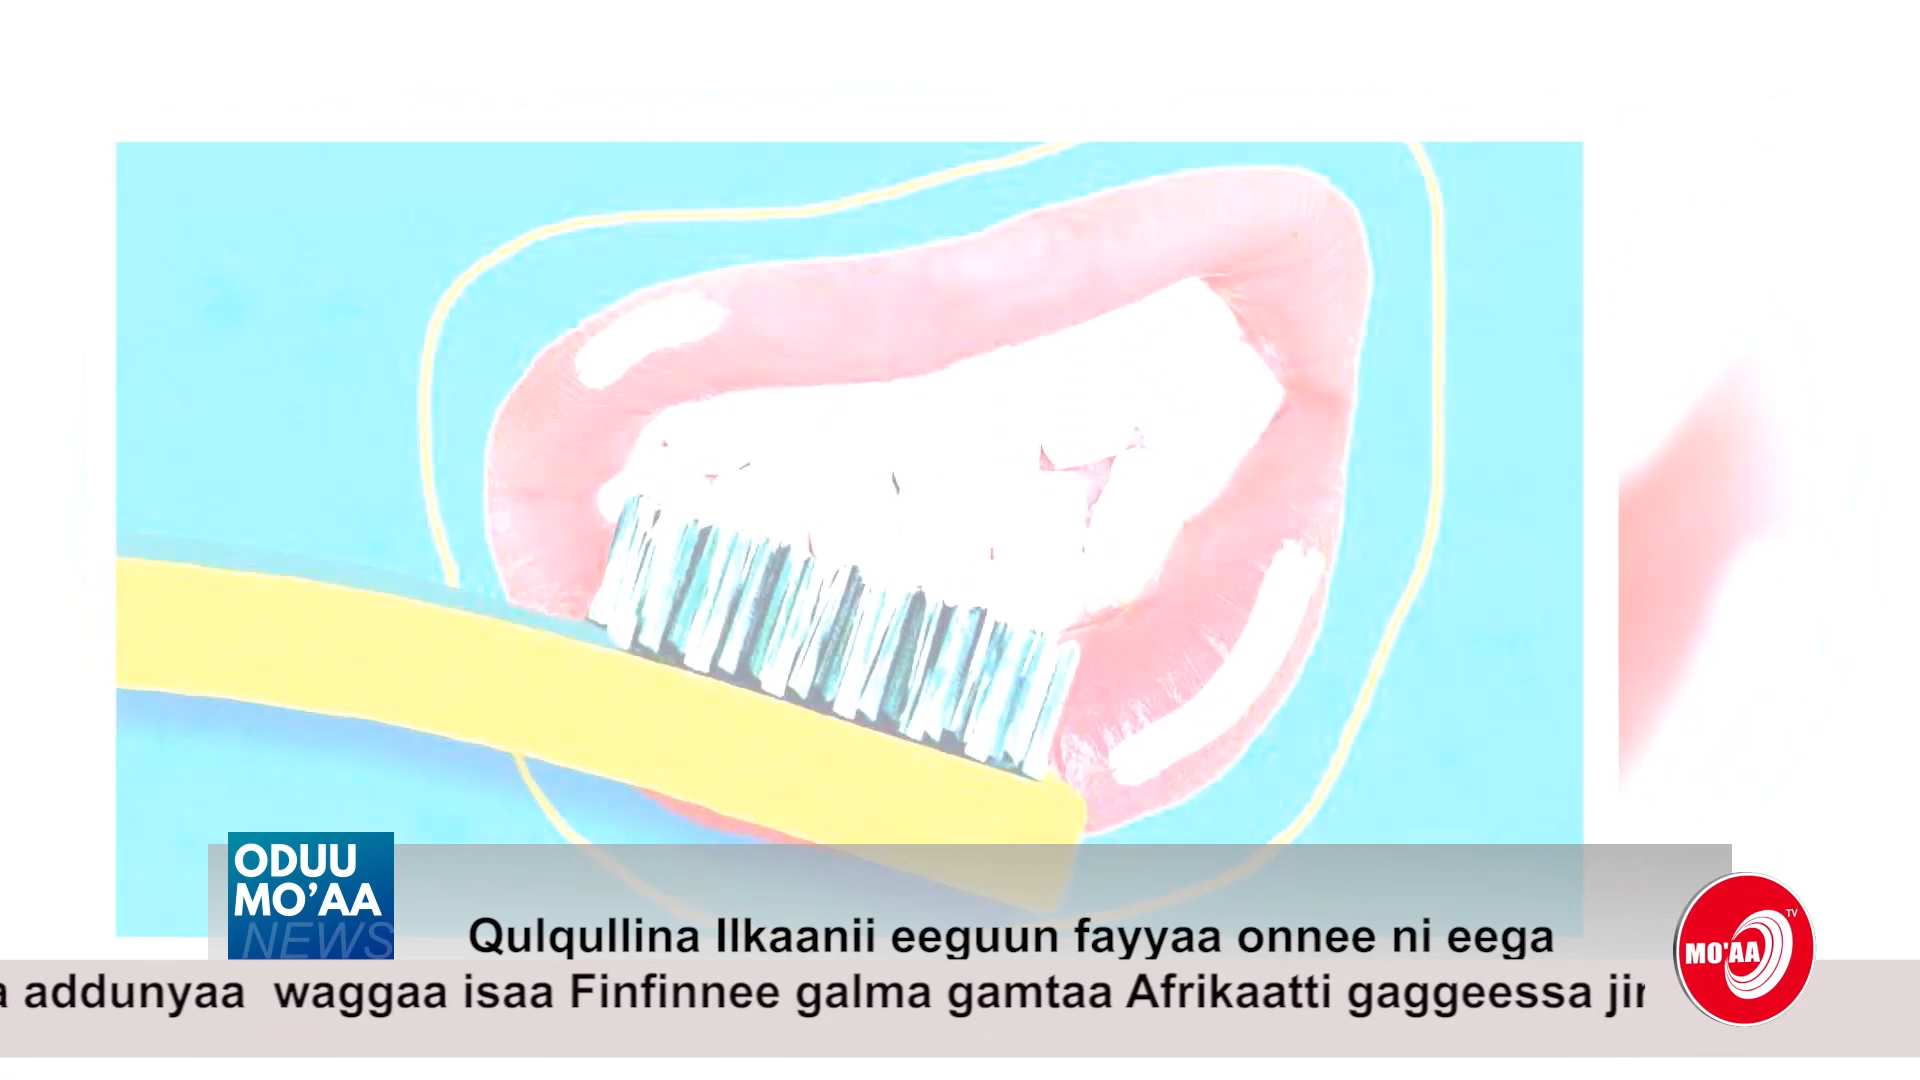 ODUU
MO’AA
NEWS
Qulqullina Ilkaanii eeguun fayyaa onnee ni eega
addunyaa waggaa isaa Finfinnee galma gamtaa Afrikaatti gaggeessa
MO'AA
TV